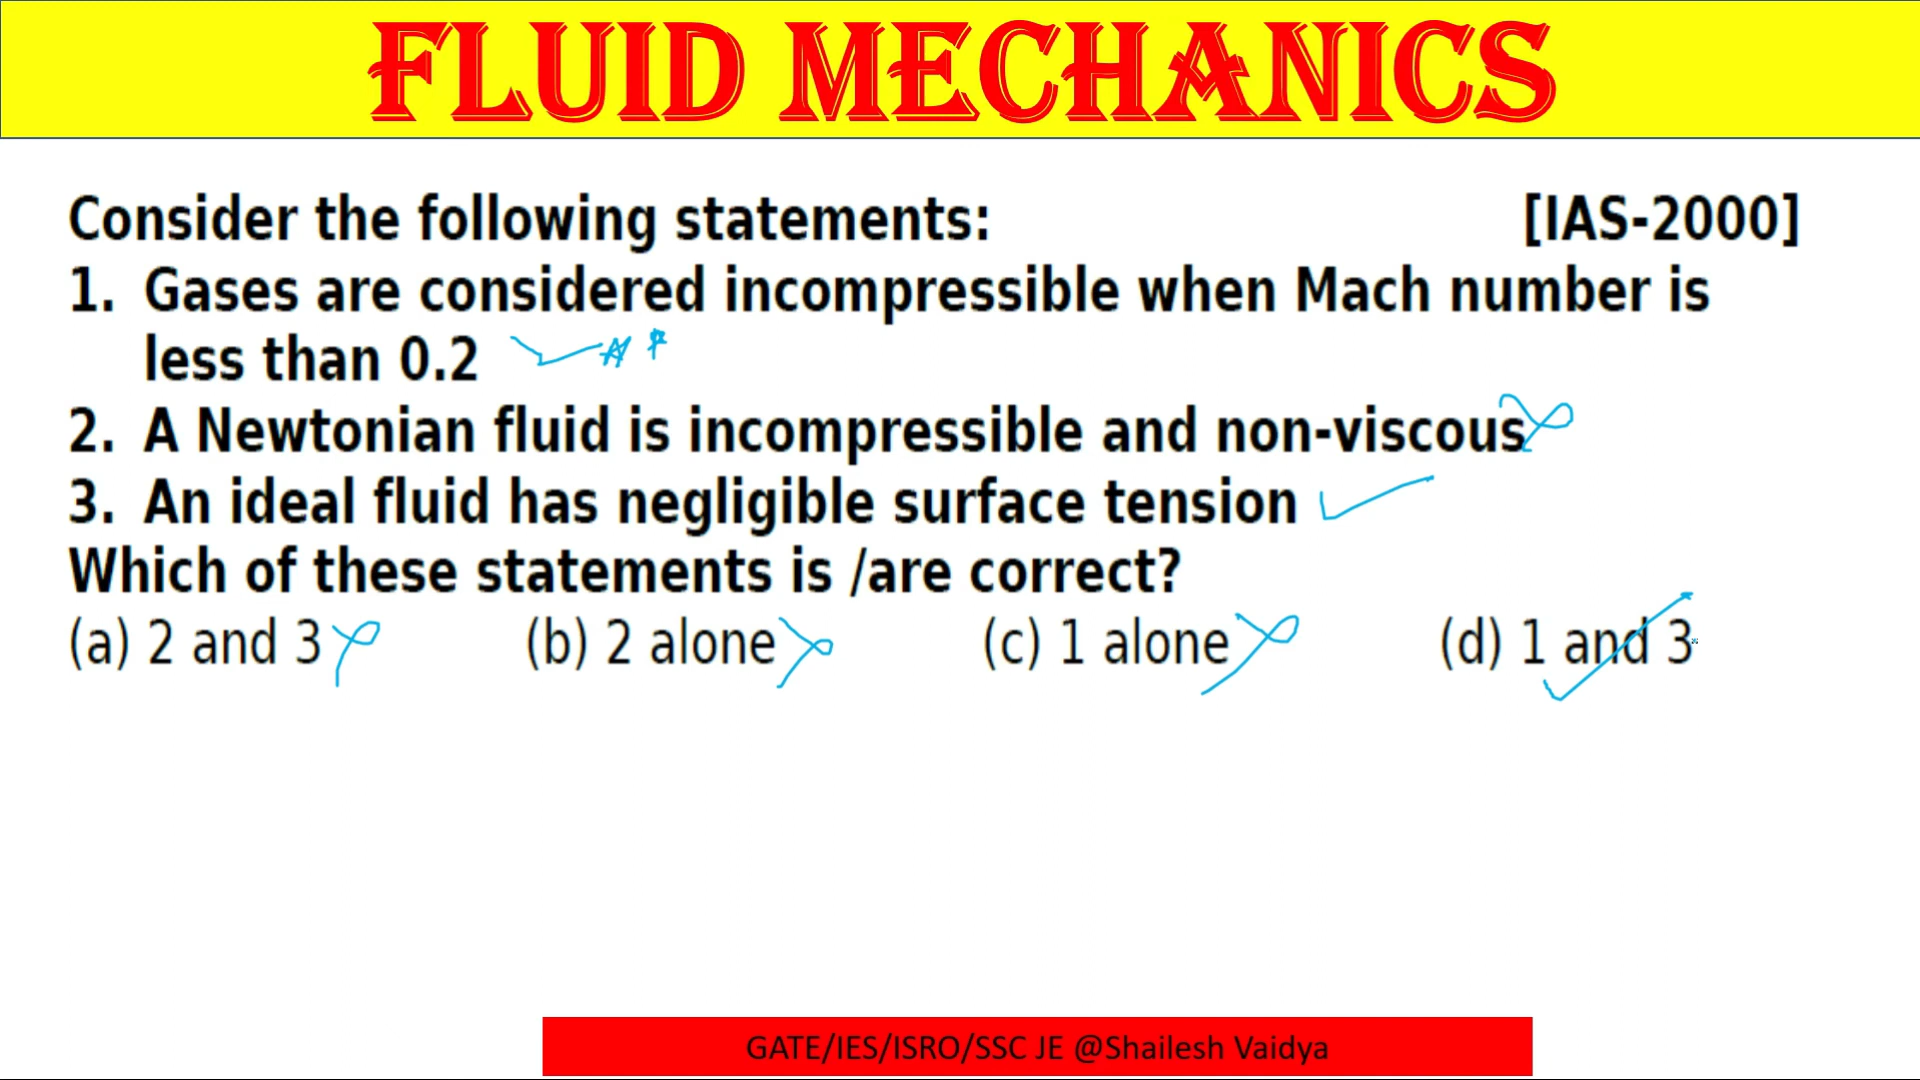 FLUID MECHANICS
Consider the following statements: [IAS-2000]
1. Gases are considered incompressible when Mach number is
less than 0.2
2. A Newtonian fluid is incompressible and non-viscous
3. An ideal fluid has negligible surface tension
Which of these statements is /are correct?
(a) 2 and 3 (b) 2 alone (c) 1 alone (d) 1 and 3
GATE/IES/ISRO/SSC JE @Shailesh Vaidya